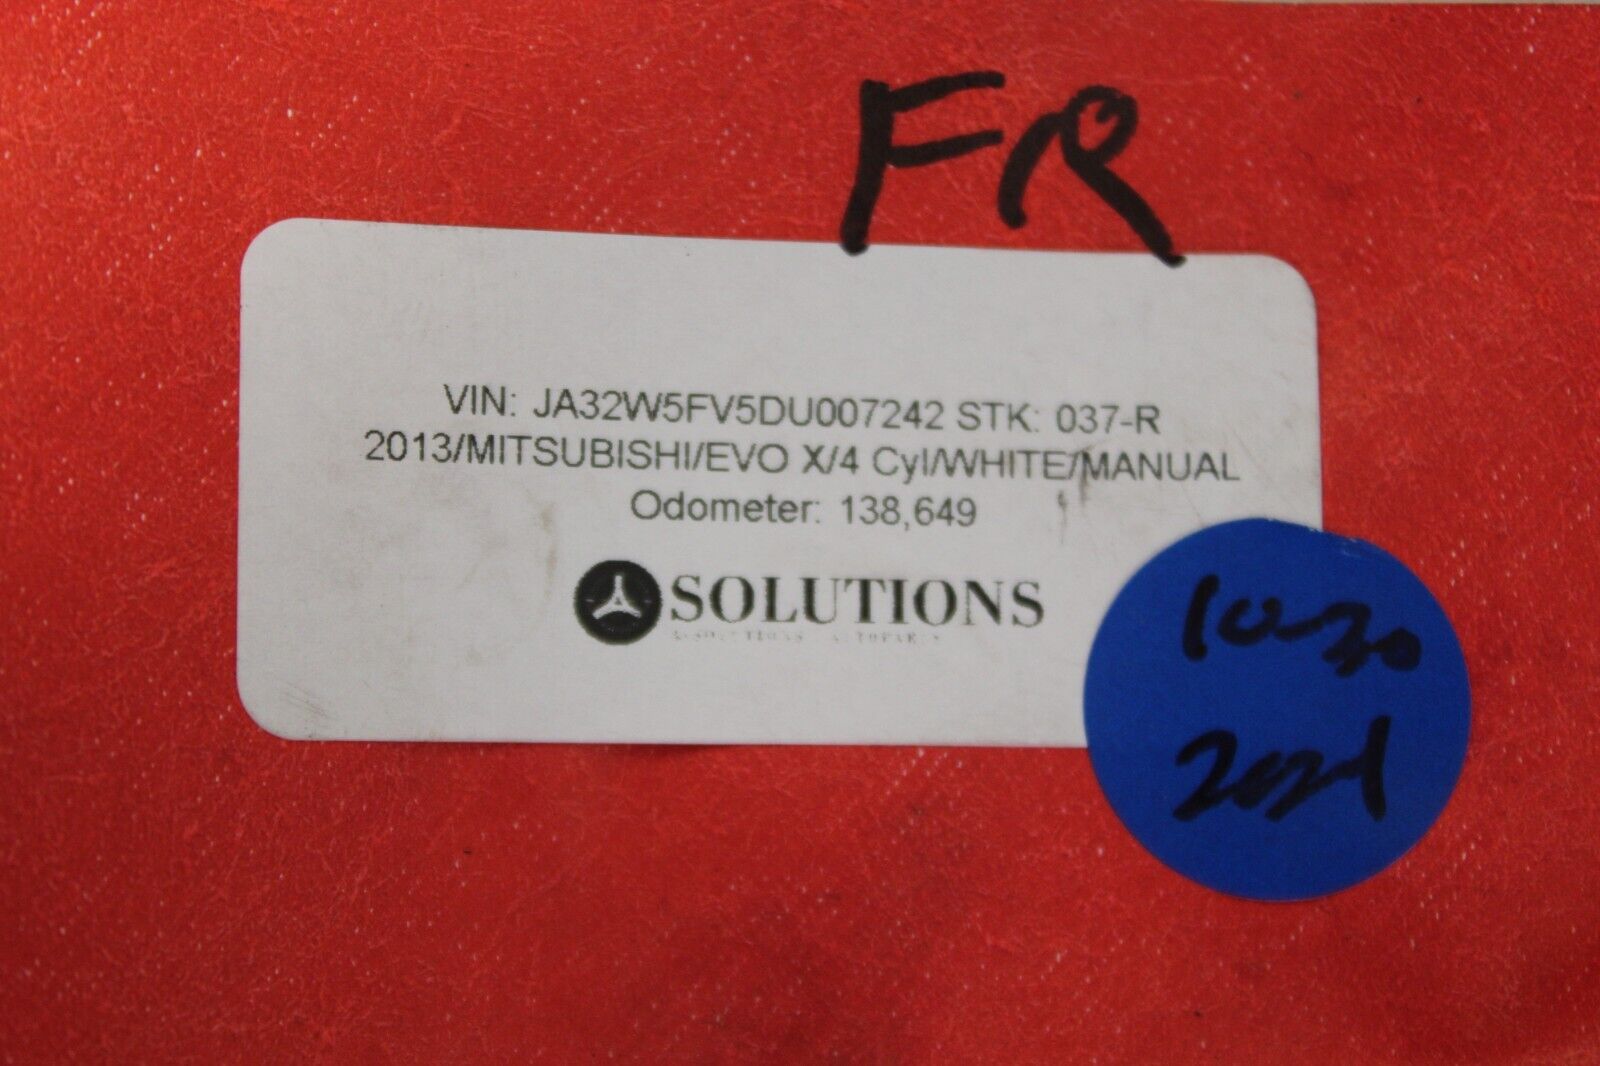 FR
VIN: JA32W5FV5DU007242 STK: 037-R
2013/MITSUBISHI/EVO X/4 Cyl/WHITE/MANUAL
Odometer: 138,649
SOLUTIONS
10-30
2021